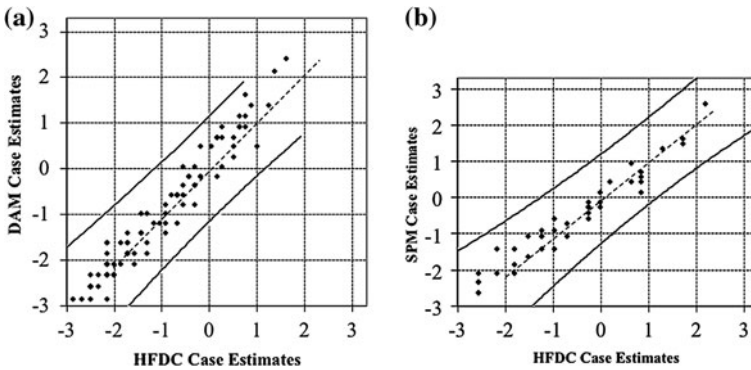 (a)
3
2
1
0
-1
-2
-3
DAM Case Estimates
-3 -2 -1 0 1 2 3
HFDC Case Estimates
(b)
3
2
1
0
-1
-2
-3
SPM Case Estimates
-3 -2 -1 0 1 2 3
HFDC Case Estimates